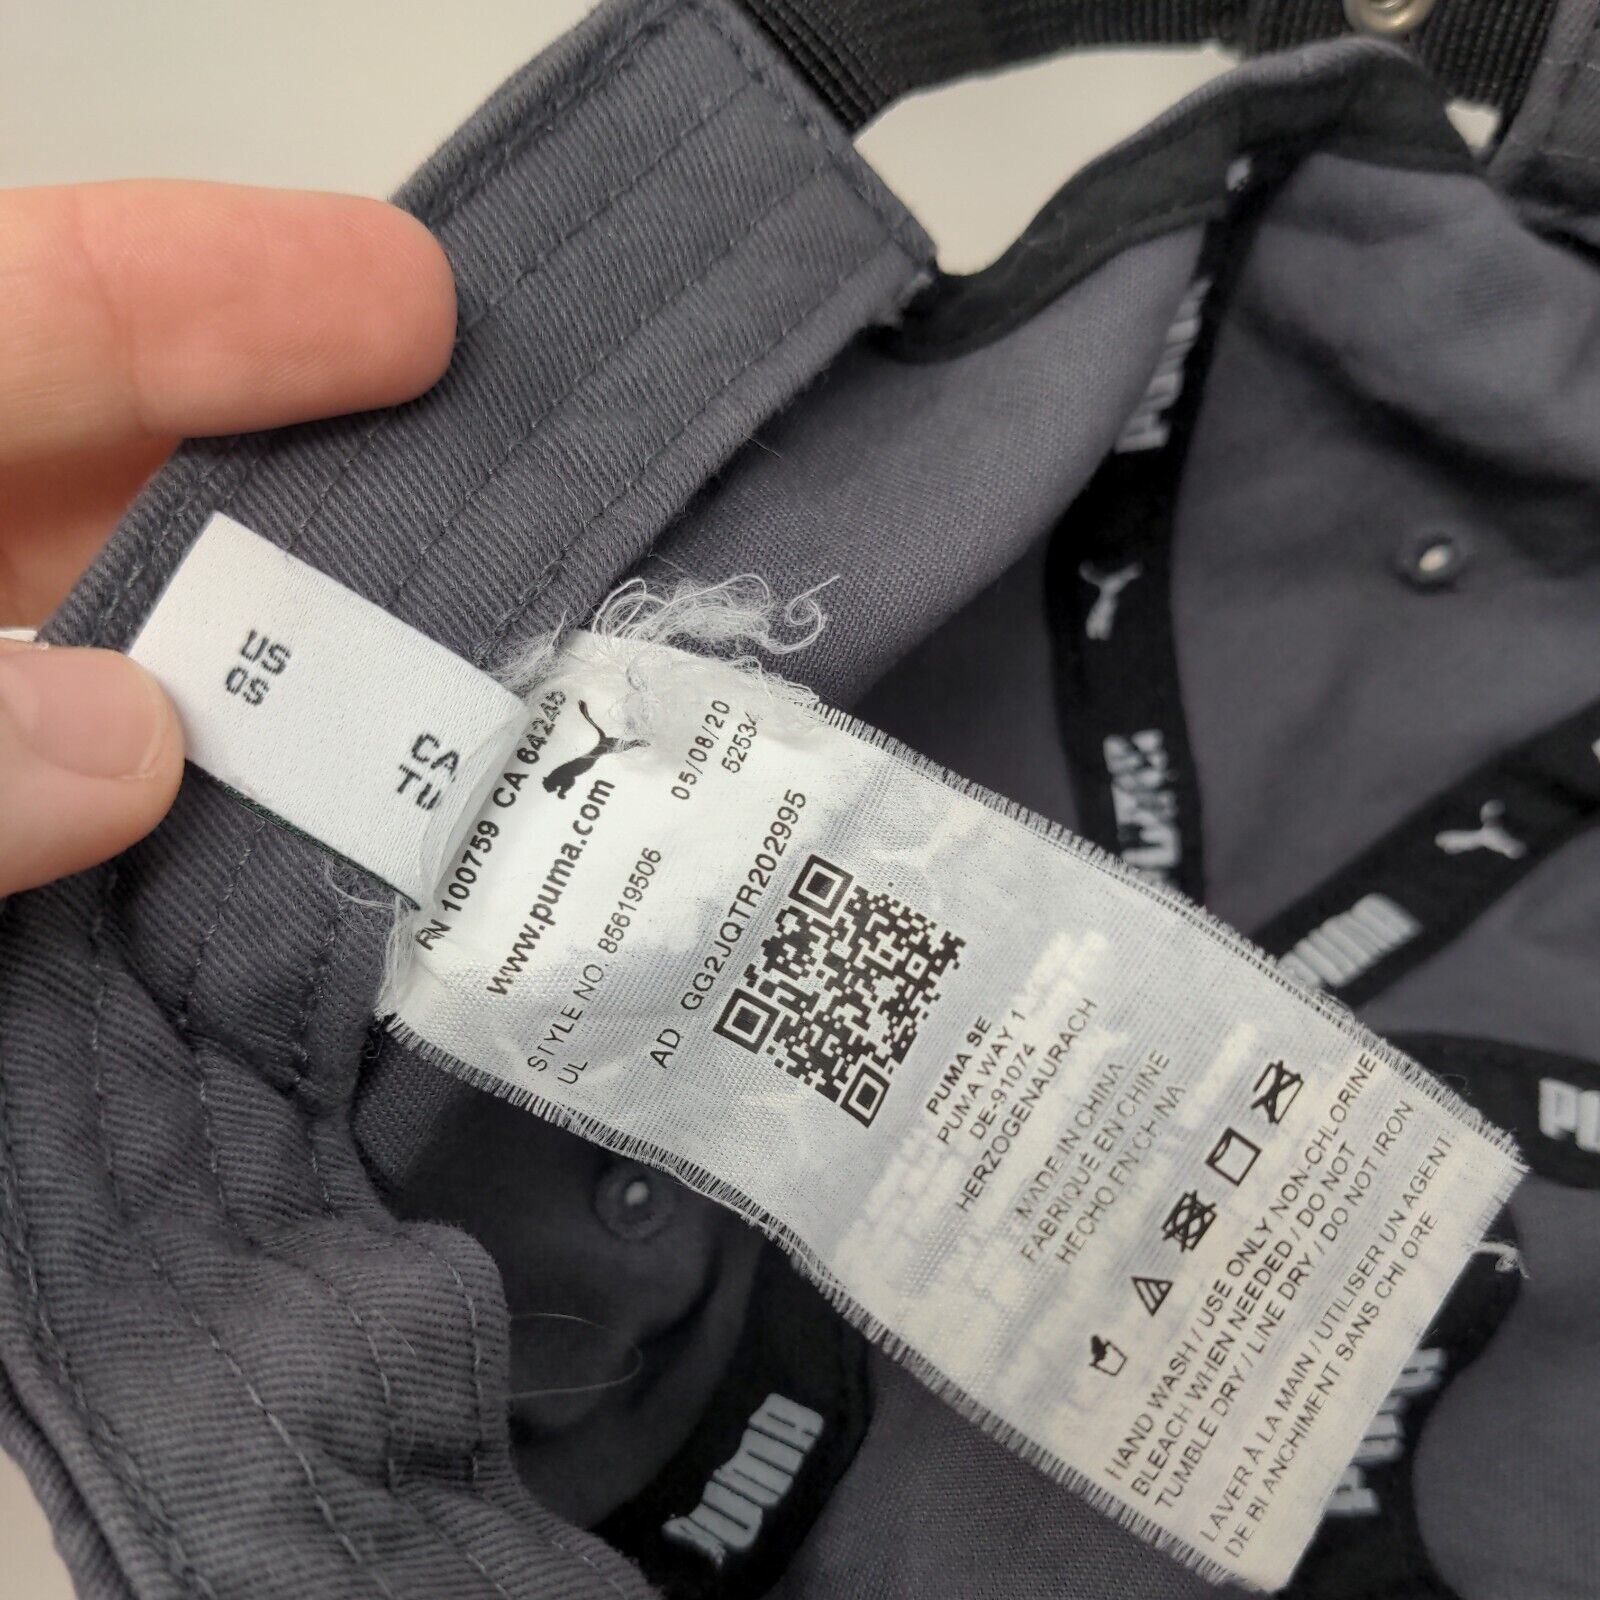 US
OS
CA
TU
RN 100759 CA 64245
www.puma.com
STYLE NO. 85619506
05/08/20
UL
52534
AD GG2JQTR202995
PUMA SE
PUMA WAY 1
DE-91074
HERZOGENAURACH
MADE IN CHINA
FABRIQUÉ EN CHINE
HECHO EN CHINA
HAND WASH / USE ONLY NON-CHLORINE
BLEACH WHEN NEEDED / DO NOT
TUMBLE DRY / LINE DRY / DO NOT IRON
LAVER À LA MAIN / UTILISER UN AGENT
DE BLANCHIMENT SANS CHLORE
PUMA
PUMA
PUMA
PU
PUMA
PUMA